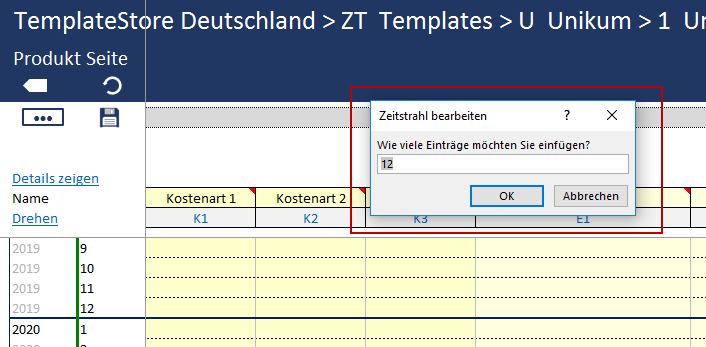 TemplateStore Deutschland > ZT Templates > U Unikum > 1 Un
Produkt Seite
Zeitstrahl bearbeiten ?
Wie viele Einträge möchten Sie einfügen?
12
OK Abbrechen
Details zeigen
Name Kostenart 1 Kostenart 2
Drehen K1 K2 K3 E1
2019 9
2019 10
2019 11
2019 12
2020 1